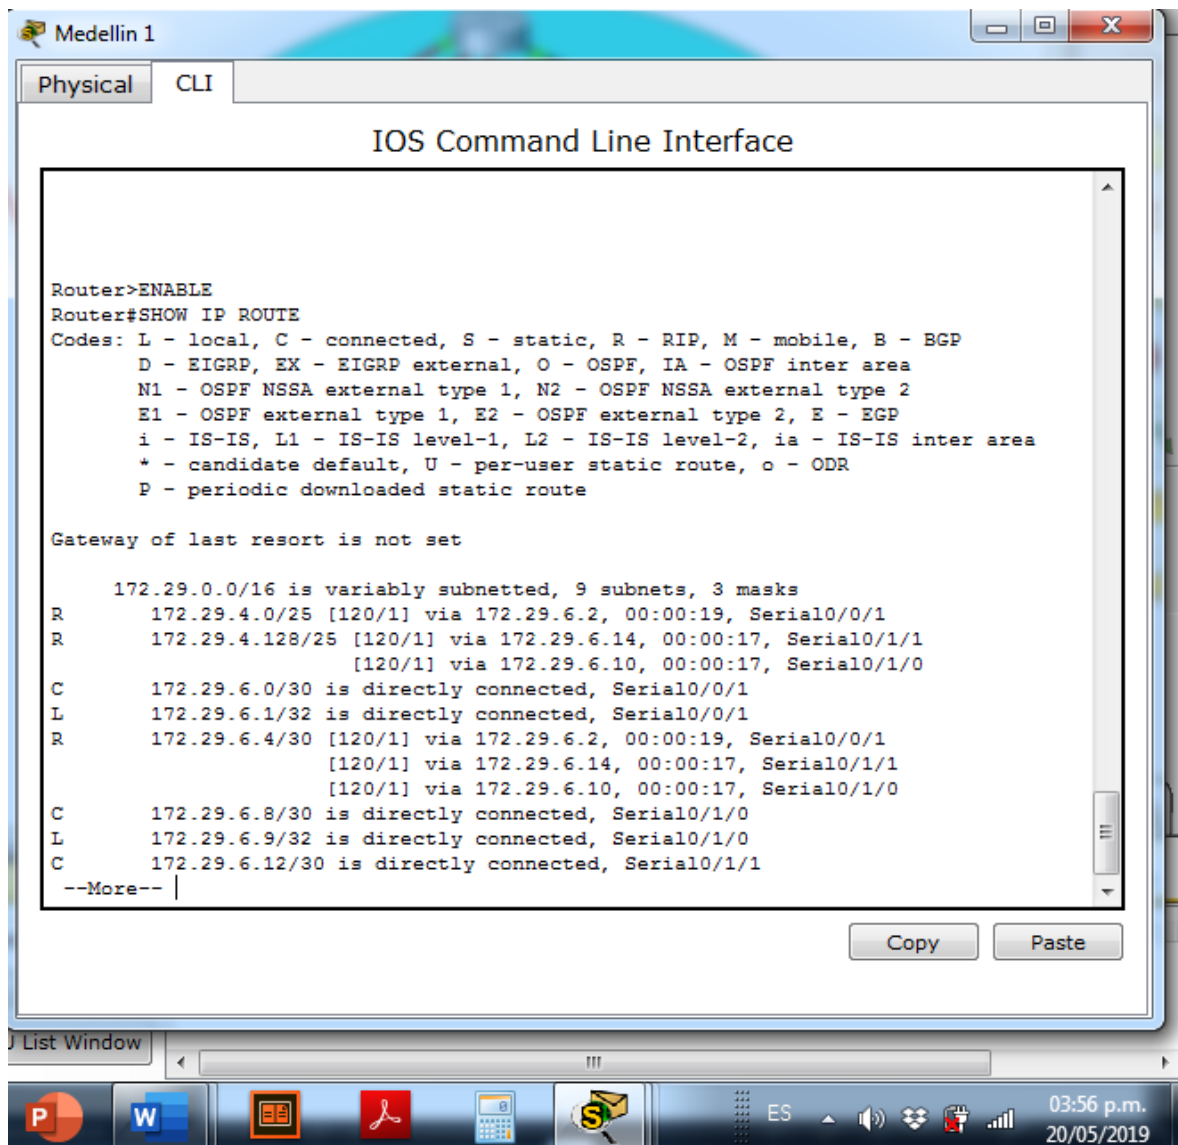 Medellin 1
Physical
CLI
IOS Command Line Interface
Router>ENABLE
Router#SHOW IP ROUTE
Codes: L - local, C - connected, S - static, R - RIP, M - mobile, B - BGP
       D - EIGRP, EX - EIGRP external, O - OSPF, IA - OSPF inter area
       N1 - OSPF NSSA external type 1, N2 - OSPF NSSA external type 2
       E1 - OSPF external type 1, E2 - OSPF external type 2, E - EGP
       i - IS-IS, L1 - IS-IS level-1, L2 - IS-IS level-2, ia - IS-IS inter area
       * - candidate default, U - per-user static route, o - ODR
       P - periodic downloaded static route
Gateway of last resort is not set
     172.29.0.0/16 is variably subnetted, 9 subnets, 3 masks
R       172.29.4.0/25 [120/1] via 172.29.6.2, 00:00:19, Serial0/0/1
R       172.29.4.128/25 [120/1] via 172.29.6.14, 00:00:17, Serial0/1/1
                        [120/1] via 172.29.6.10, 00:00:17, Serial0/1/0
C       172.29.6.0/30 is directly connected, Serial0/0/1
L       172.29.6.1/32 is directly connected, Serial0/0/1
R       172.29.6.4/30 [120/1] via 172.29.6.2, 00:00:19, Serial0/0/1
                      [120/1] via 172.29.6.14, 00:00:17, Serial0/1/1
                      [120/1] via 172.29.6.10, 00:00:17, Serial0/1/0
C       172.29.6.8/30 is directly connected, Serial0/1/0
L       172.29.6.9/32 is directly connected, Serial0/1/0
C       172.29.6.12/30 is directly connected, Serial0/1/1
 --More--
Copy
Paste
List Window
ES
03:56 p.m.
20/05/2019